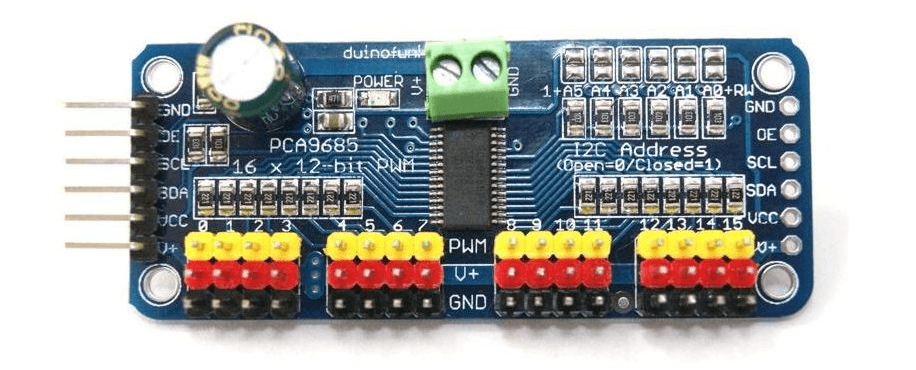 duinofun
POWER
V+
GND
1+A5 A4 A3 A2 A1 A0+RW
GND
OE
SCL
SDA
VCC
V+
PCA9685
16 x 12-bit PWM
I2C Address
(Open=0/Closed=1)
GND
OE
SCL
SDA
VCC
V+
0 1 2 3 4 5 6 7 8 9 10 11 12 13 14 15
PWM
V+
GND